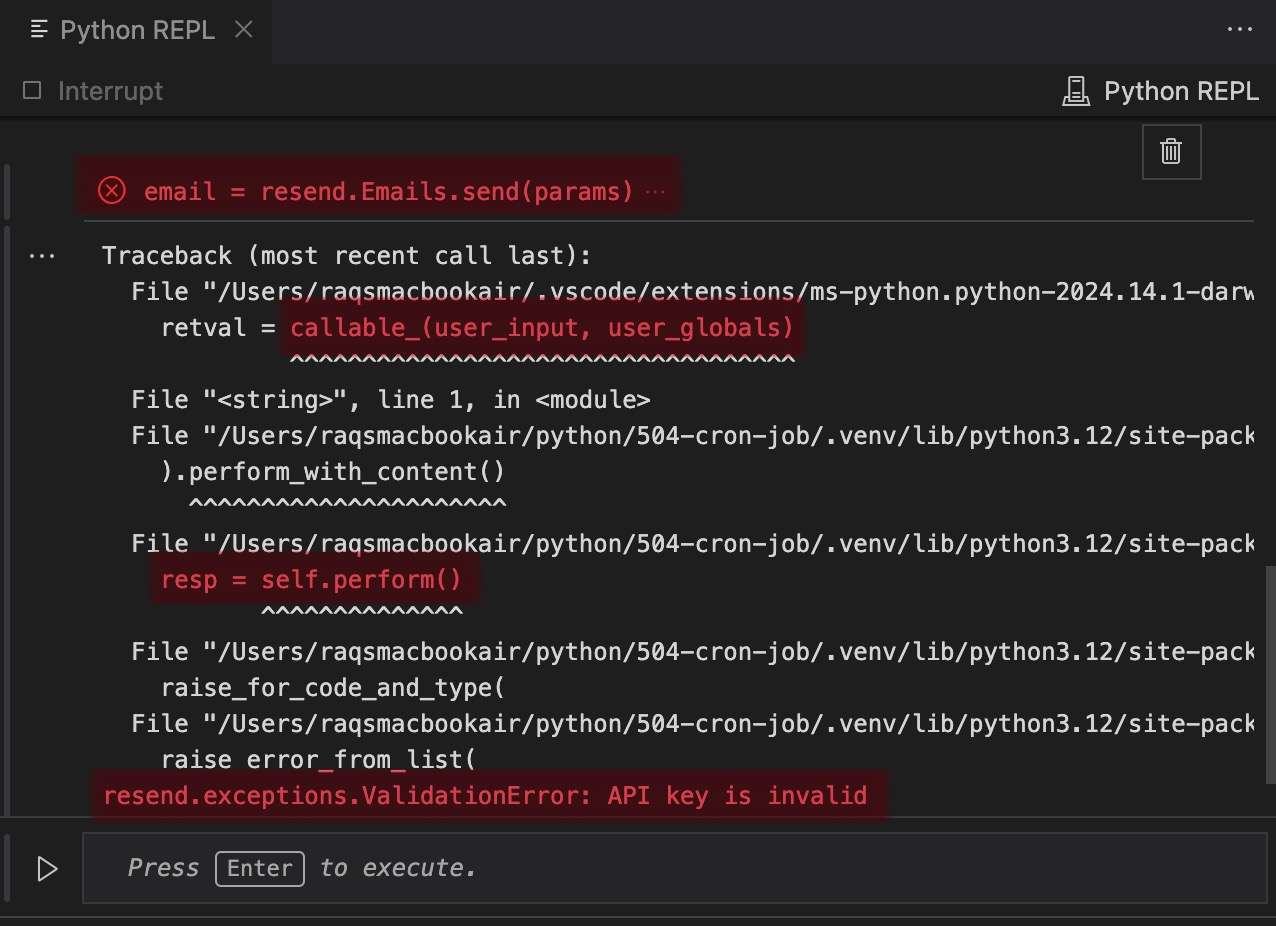 Python REPL
Interrupt
Python REPL
email = resend.Emails.send(params) ...
Traceback (most recent call last):
File "/Users/raqsmacbookair/.vscode/extensions/ms-python.python-2024.14.1-darw
retval = callable_(user_input, user_globals)
^^^^^^^^^^^^^^^^^^^^^^^^^^^^^^^^^^^
File "<string>", line 1, in <module>
File "/Users/raqsmacbookair/python/504-cron-job/.venv/lib/python3.12/site-pack
).perform_with_content()
^^^^^^^^^^^^^^^^^^^^^^
File "/Users/raqsmacbookair/python/504-cron-job/.venv/lib/python3.12/site-pack
resp = self.perform()
^^^^^^^^^^^^^^
File "/Users/raqsmacbookair/python/504-cron-job/.venv/lib/python3.12/site-pack
raise_for_code_and_type(
File "/Users/raqsmacbookair/python/504-cron-job/.venv/lib/python3.12/site-pack
raise error_from_list(
resend.exceptions.ValidationError: API key is invalid
Press Enter to execute.